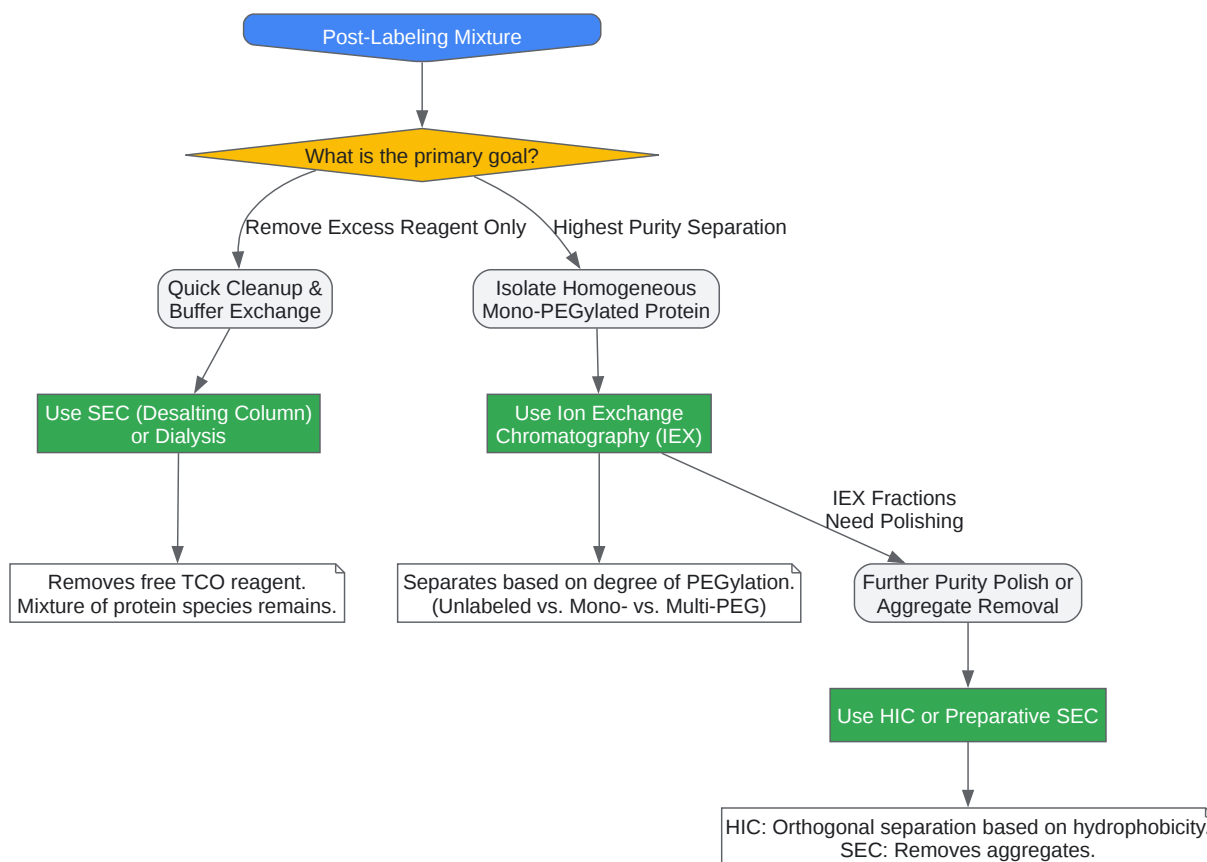 Post-Labeling Mixture
What is the primary goal?
Remove Excess Reagent Only
Highest Purity Separation
Quick Cleanup &
Buffer Exchange
Isolate Homogeneous
Mono-PEGylated Protein
Use SEC (Desalting Column)
or Dialysis
Use Ion Exchange
Chromatography (IEX)
IEX Fractions
Need Polishing
Removes free TCO reagent.
Mixture of protein species remains.
Separates based on degree of PEGylation.
(Unlabeled vs. Mono- vs. Multi-PEG)
Further Purity Polish or
Aggregate Removal
Use HIC or Preparative SEC
HIC: Orthogonal separation based on hydrophobicity.
SEC: Removes aggregates.